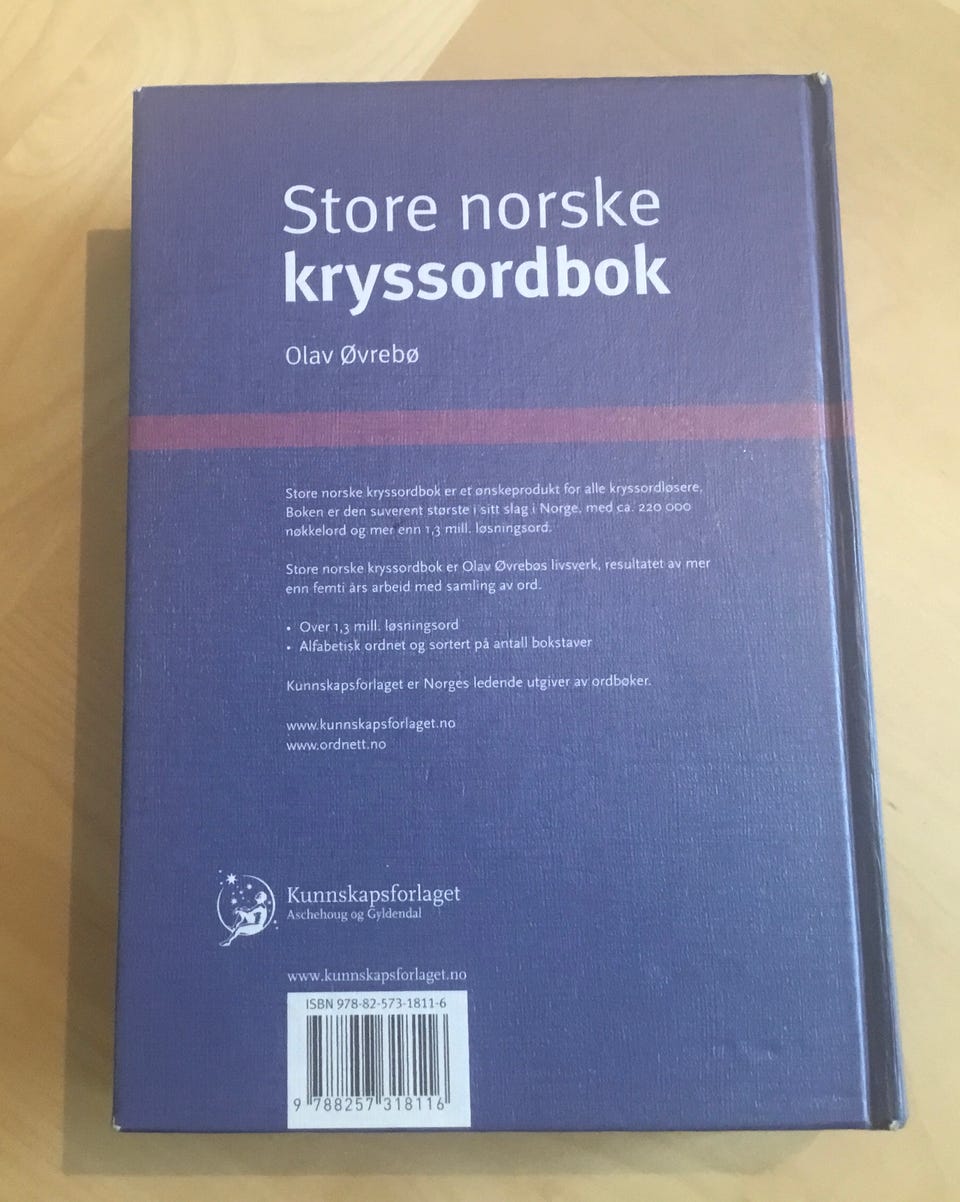 Store norske
kryssordbok
Olav Øvrebø
Store norske kryssordbok er et ønskeprodukt for alle kryssordløsere.
Boken er den suverent største i sitt slag i Norge, med ca. 220 000
nøkkelord og mer enn 1,3 mill. løsningsord.
Store norske kryssordbok er Olav Øvrebøs livsverk, resultatet av mer
enn femti års arbeid med samling av ord.
• Over 1,3 mill. løsningsord
• Alfabetisk ordnet og sortert på antall bokstaver
Kunnskapsforlaget er Norges ledende utgiver av ordbøker.
www.kunnskapsforlaget.no
www.ordnett.no
Kunnskapsforlaget
Aschehoug og Gyldendal
www.kunnskapsforlaget.no
ISBN 978-82-573-1811-6
9 788257 318116